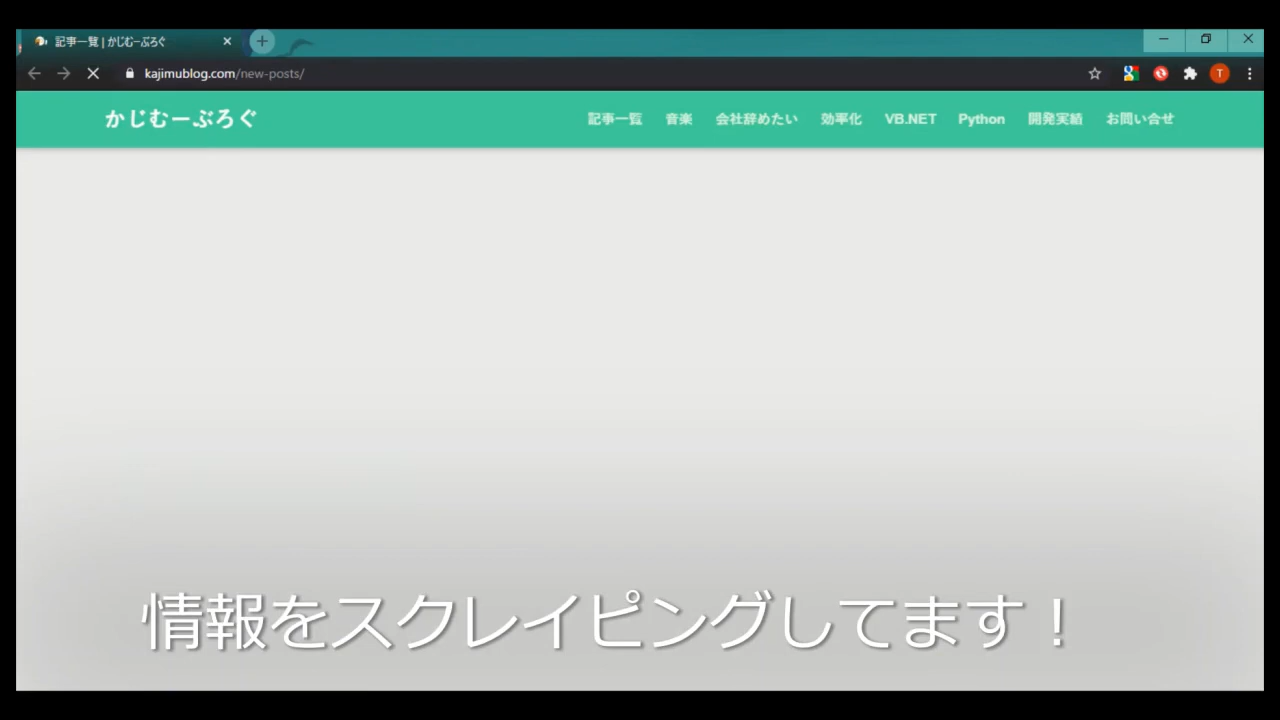 記事一覧 | かじむーぶろぐ
kajimublog.com/new-posts/
T
かじむーぶろぐ
記事一覧 音楽 会社辞めたい 効率化 VB.NET Python 開発実績 お問い合せ
情報をスクレイピングしてます！